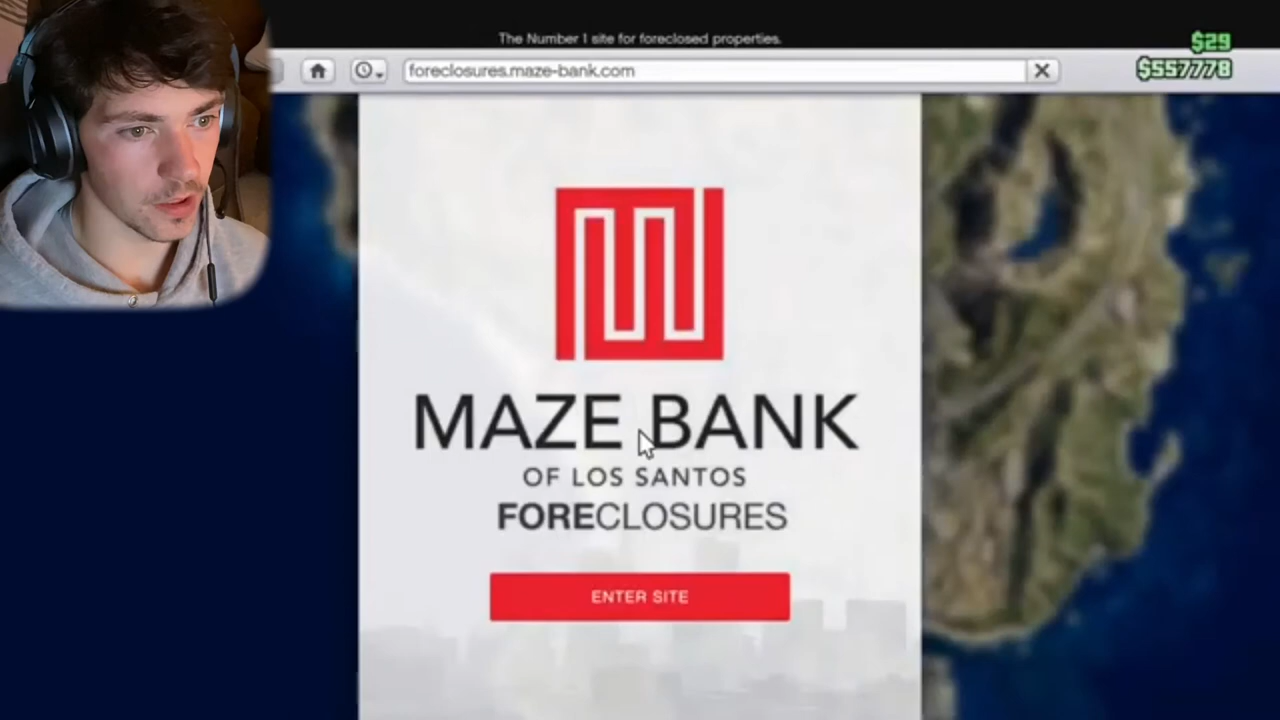 The Number 1 site for foreclosed properties.
$29
foreclosures.maze-bank.com
$557778
MAZE BANK
OF LOS SANTOS
FORECLOSURES
ENTER SITE